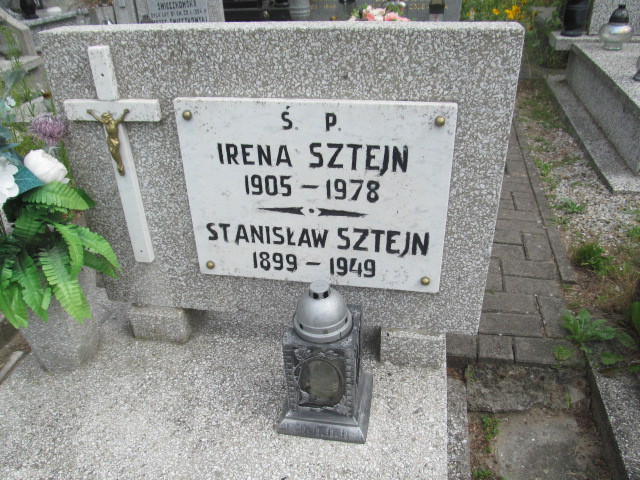 Ś. P.
IRENA SZTEJN
1905 – 1978
STANISŁAW SZTEJN
1899 – 1949